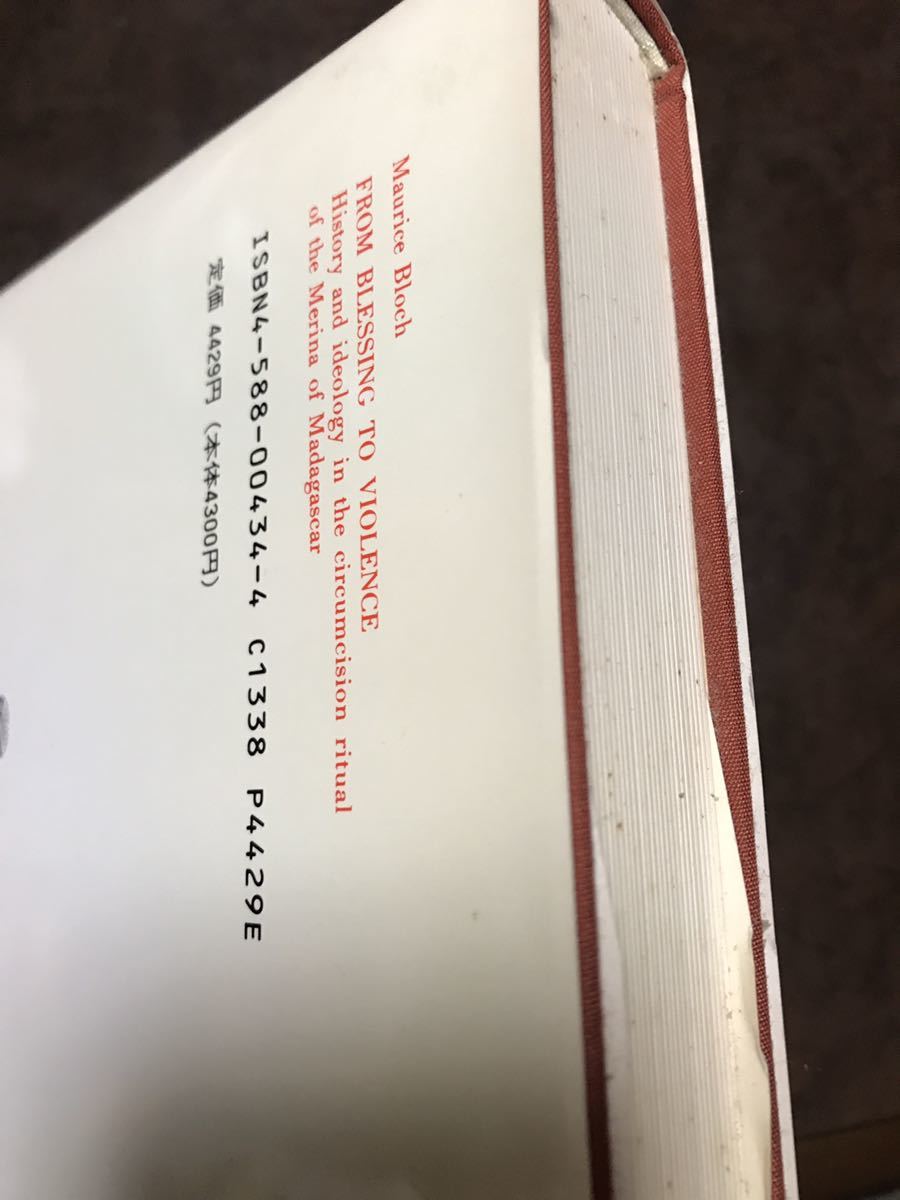 Maurice Bloch
FROM BLESSING TO VIOLENCE
History and ideology in the circumcision ritual
of the Merina of Madagascar
ISBN4-588-00434-4 C1338 P4429E
定価 4429円 (本体4300円)